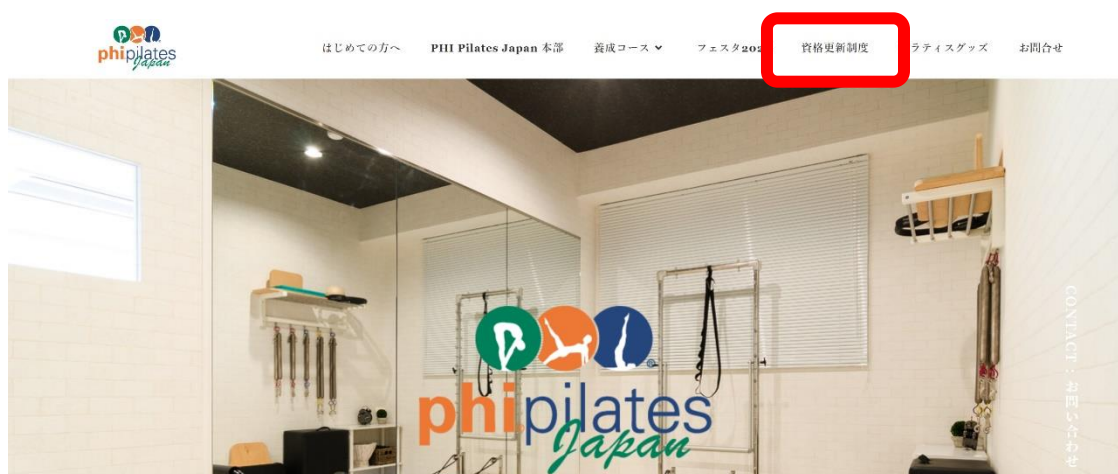 phipilates
Japan
はじめての方へ
PHI Pilates Japan 本部
養成コース
フェスタ202
資格更新制度
ラティスグッズ
お問合せ
phipilates
Japan
CONTACT : お問い合わせ